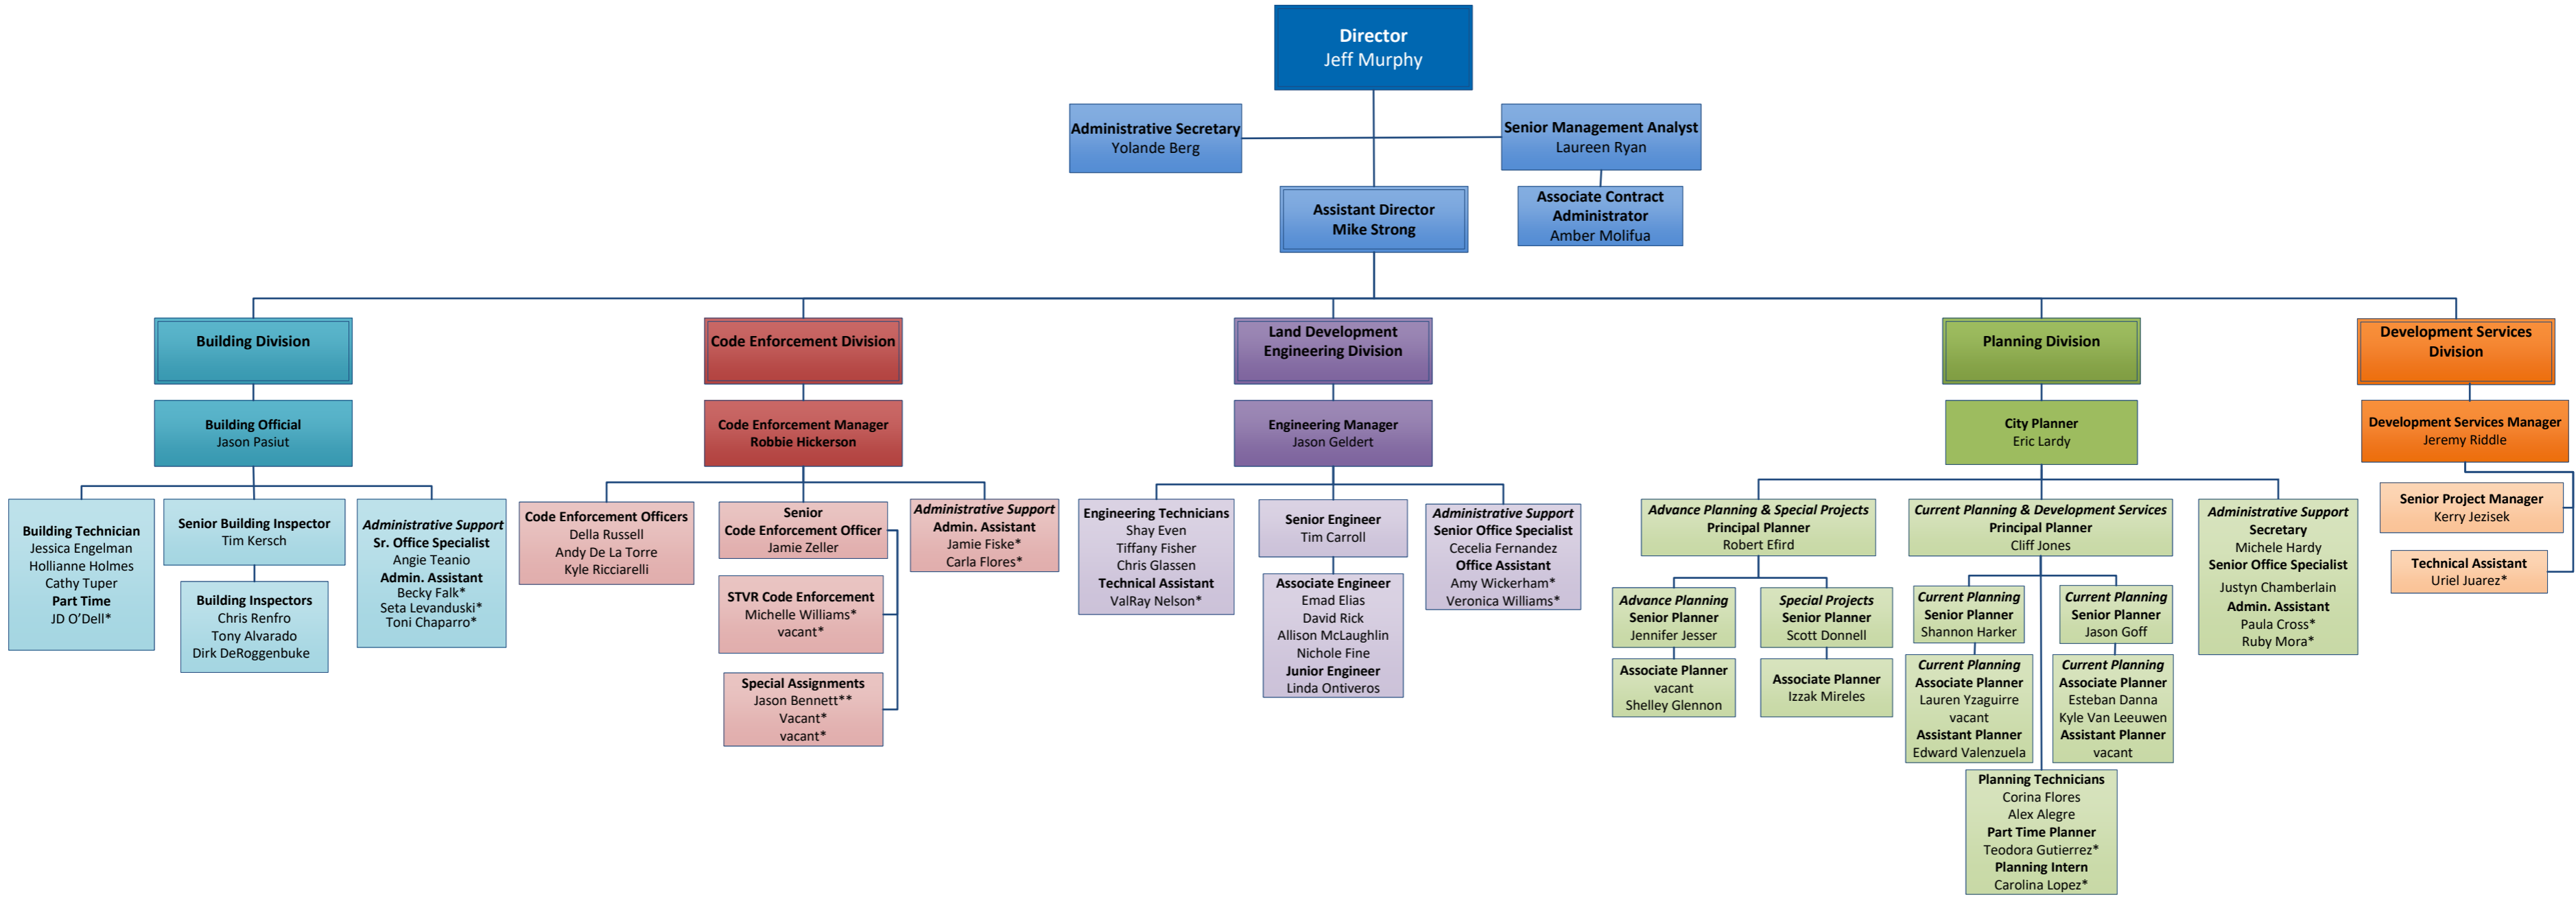 Director
Jeff Murphy
Administrative Secretary
Yolande Berg
Senior Management Analyst
Laureen Ryan
Assistant Director
Mike Strong
Associate Contract
Administrator
Amber Molifua
Building Division
Building Official
Jason Pasiut
Building Technician
Jessica Engelman
Hollianne Holmes
Cathy Tuper
Part Time
JD O’Dell*
Senior Building Inspector
Tim Kersch
Building Inspectors
Chris Renfro
Tony Alvarado
Dirk DeRoggenbuke
Administrative Support
Sr. Office Specialist
Angie Teanio
Admin. Assistant
Becky Falk*
Seta Levanduski*
Toni Chaparro*
Code Enforcement Division
Code Enforcement Manager
Robbie Hickerson
Code Enforcement Officers
Della Russell
Andy De La Torre
Kyle Ricciarelli
Senior
Code Enforcement Officer
Jamie Zeller
STVR Code Enforcement
Michelle Williams*
vacant*
Special Assignments
Jason Bennett**
Vacant*
vacant*
Administrative Support
Admin. Assistant
Jamie Fiske*
Carla Flores*
Land Development
Engineering Division
Engineering Manager
Jason Geldert
Engineering Technicians
Shay Even
Tiffany Fisher
Chris Glassen
Technical Assistant
ValRay Nelson*
Senior Engineer
Tim Carroll
Associate Engineer
Emad Elias
David Rick
Allison McLaughlin
Nichole Fine
Junior Engineer
Linda Ontiveros
Administrative Support
Senior Office Specialist
Cecelia Fernandez
Office Assistant
Amy Wickerham*
Veronica Williams*
Planning Division
City Planner
Eric Lardy
Advance Planning & Special Projects
Principal Planner
Robert Efird
Advance Planning
Senior Planner
Jennifer Jesser
Associate Planner
vacant
Shelley Glennon
Special Projects
Senior Planner
Scott Donnell
Associate Planner
Izzak Mireles
Current Planning & Development Services
Principal Planner
Cliff Jones
Current Planning
Senior Planner
Shannon Harker
Current Planning
Associate Planner
Lauren Yzaguirre
vacant
Assistant Planner
Edward Valenzuela
Current Planning
Senior Planner
Jason Goff
Current Planning
Associate Planner
Esteban Danna
Kyle Van Leeuwen
Assistant Planner
vacant
Planning Technicians
Corina Flores
Alex Alegre
Part Time Planner
Teodora Gutierrez*
Planning Intern
Carolina Lopez*
Administrative Support
Secretary
Michele Hardy
Senior Office Specialist
Justyn Chamberlain
Admin. Assistant
Paula Cross*
Ruby Mora*
Development Services
Division
Development Services Manager
Jeremy Riddle
Senior Project Manager
Kerry Jezisek
Technical Assistant
Uriel Juarez*